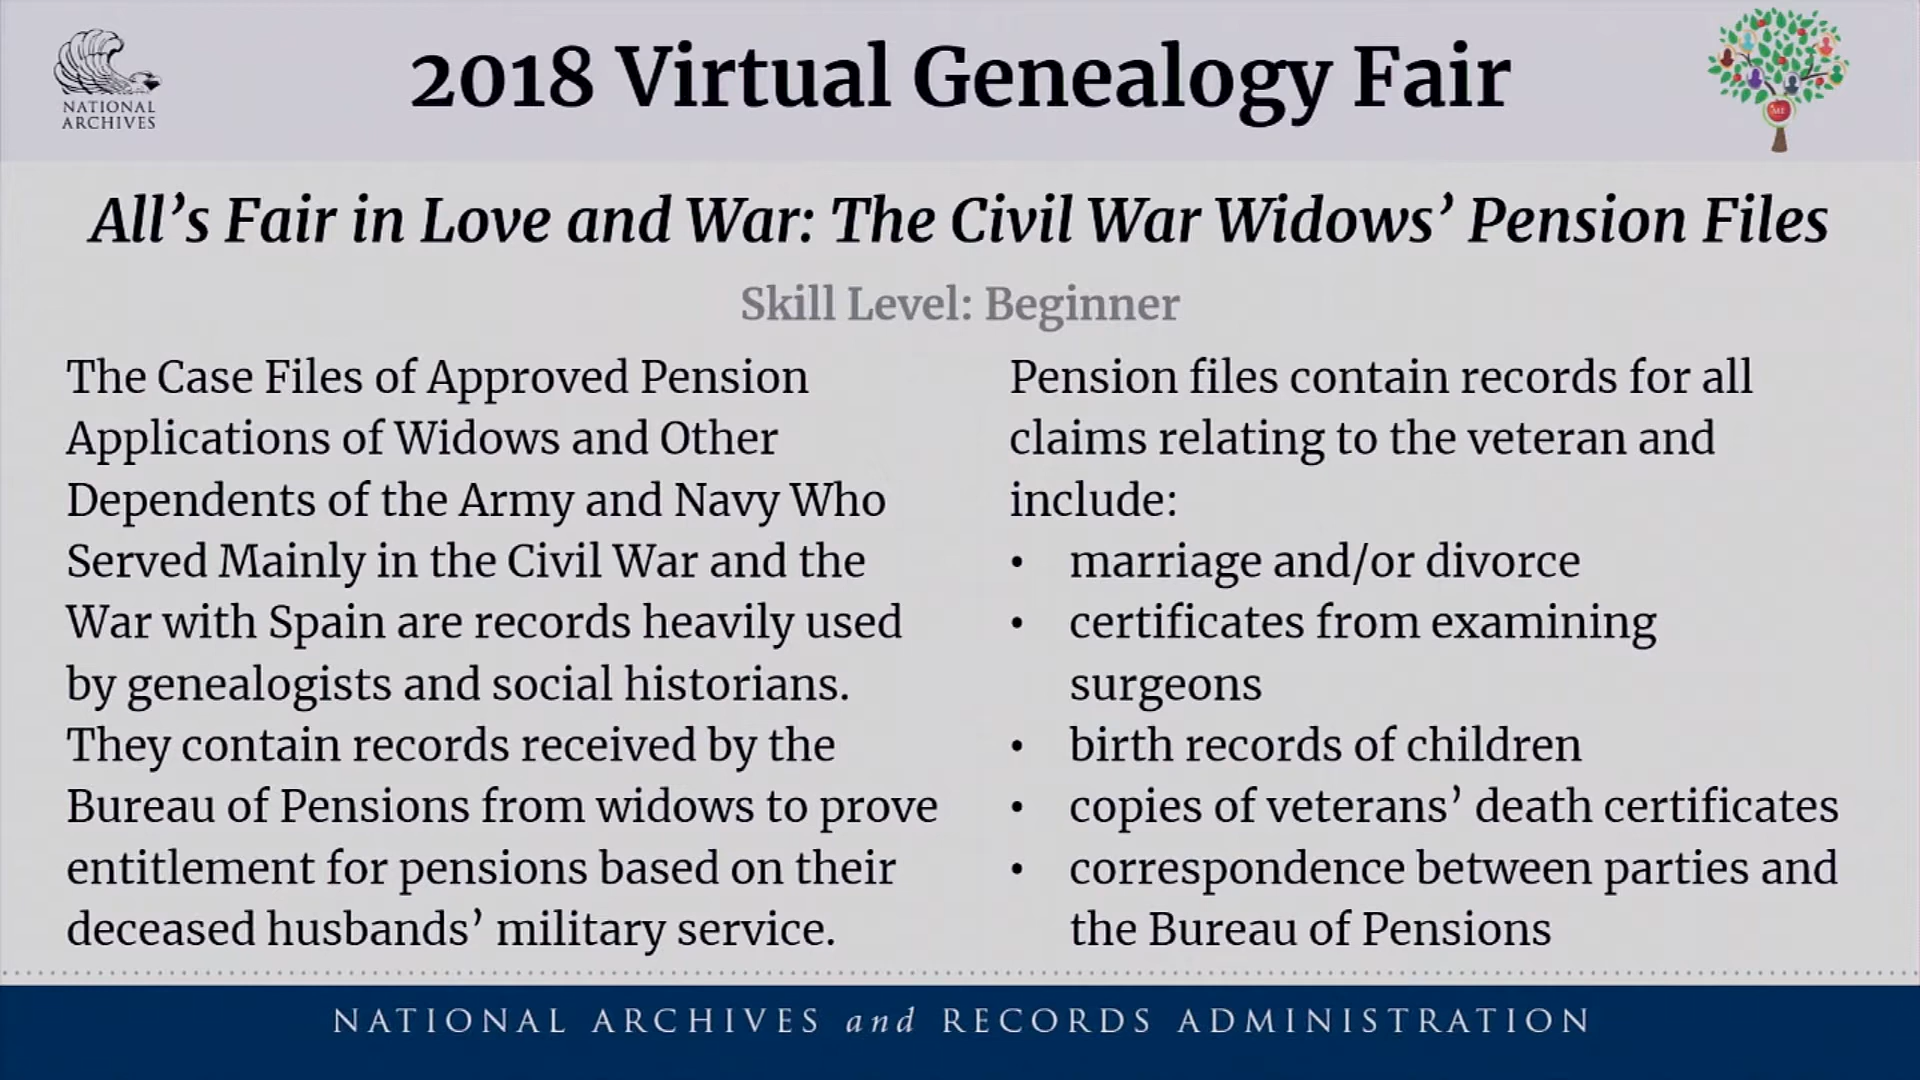 NATIONAL
ARCHIVES
2018 Virtual Genealogy Fair
ME
All’s Fair in Love and War: The Civil War Widows’ Pension Files
Skill Level: Beginner
The Case Files of Approved Pension
Applications of Widows and Other
Dependents of the Army and Navy Who
Served Mainly in the Civil War and the
War with Spain are records heavily used
by genealogists and social historians.
They contain records received by the
Bureau of Pensions from widows to prove
entitlement for pensions based on their
deceased husbands’ military service.
Pension files contain records for all
claims relating to the veteran and
include:
• marriage and/or divorce
• certificates from examining
surgeons
• birth records of children
• copies of veterans’ death certificates
• correspondence between parties and
the Bureau of Pensions
NATIONAL ARCHIVES and RECORDS ADMINISTRATION